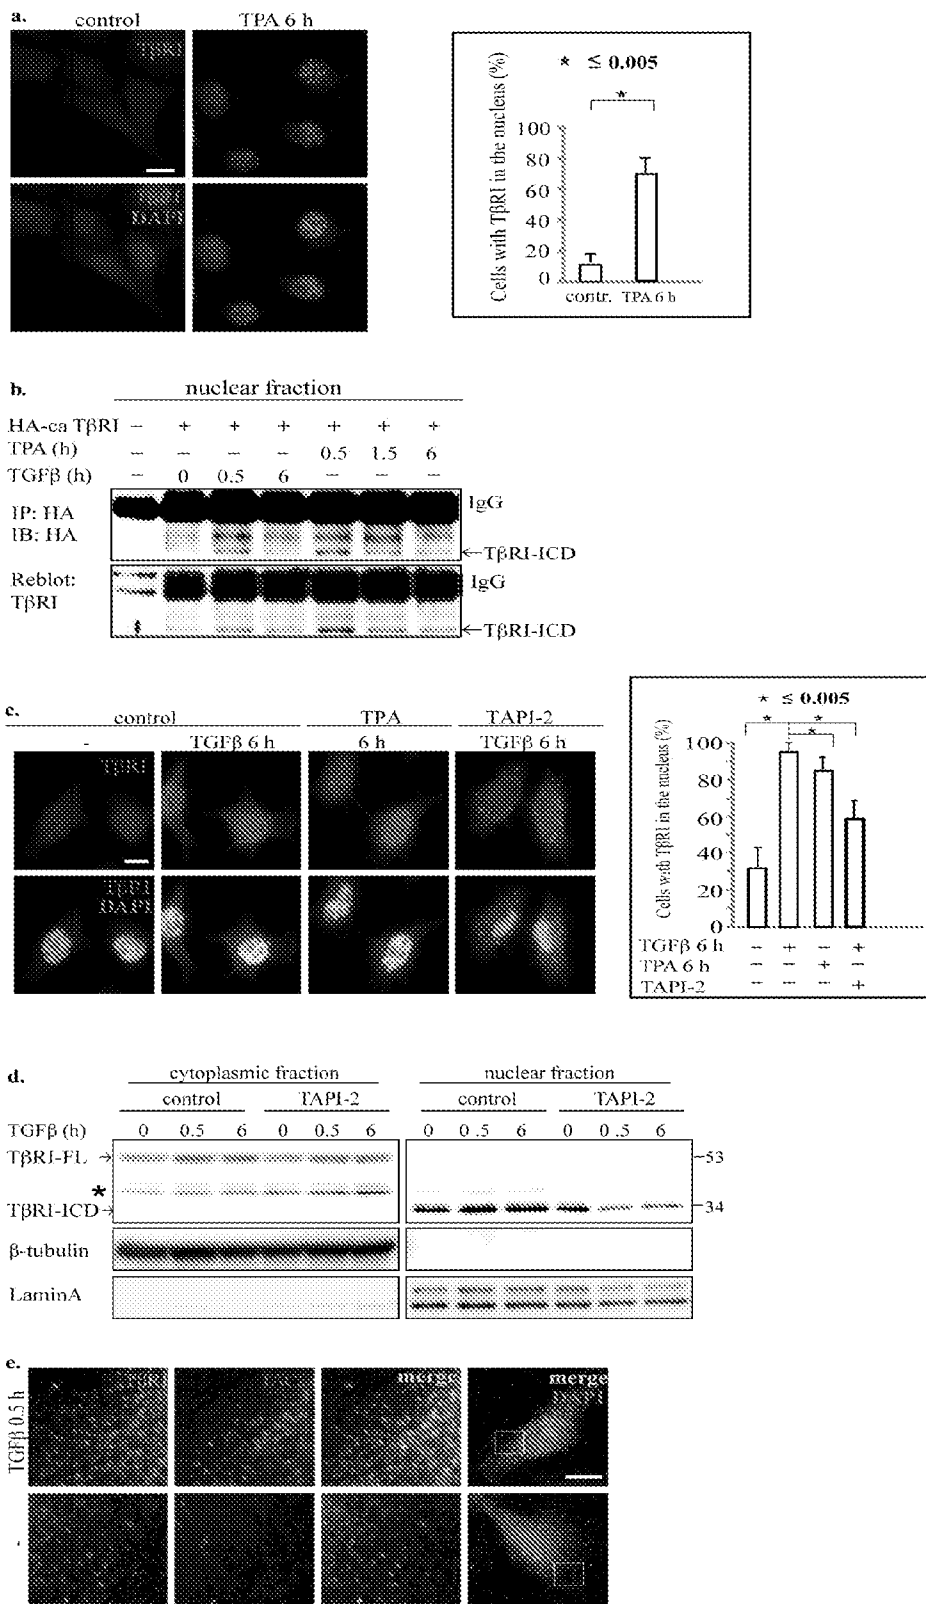 a.
control
TPA 6 h
TβRI
DAPI
* ≤ 0.005
*
Cells with TβRI in the nucleus (%)
100
80
60
40
20
0
contr. TPA 6 h
b.
nuclear fraction
HA-ca TβRI – + + + + + +
TPA (h) – – – – 0.5 1.5 6
TGFβ (h) – 0 0.5 6 – – –
IP: HA
IB: HA
IgG
←TβRI-ICD
Reblot:
TβRI
IgG
←TβRI-ICD
c.
control TPA TAPI-2
- TGFβ 6 h 6 h TGFβ 6 h
TβRI
TβRI
DAPI
* ≤ 0.005
* *
*
Cells with TβRI in the nucleus (%)
100
80
60
40
20
0
TGFβ 6 h – + – +
TPA 6 h – – + –
TAPI-2 – – – +
d.
cytoplasmic fraction nuclear fraction
control TAPI-2 control TAPI-2
TGFβ (h) 0 0.5 6 0 0.5 6 0 0.5 6 0 0.5 6
TβRI-FL → –53
*
TβRI-ICD→ –34
β-tubulin
LaminA
e.
TGFβ 0.5 h
merge
merge
-